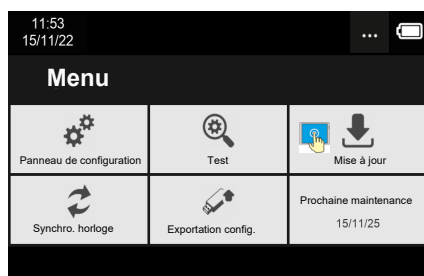 11:53
15/11/22
...
Menu
Panneau de configuration
Test
Mise à jour
Synchro. horloge
Exportation config.
Prochaine maintenance
15/11/25